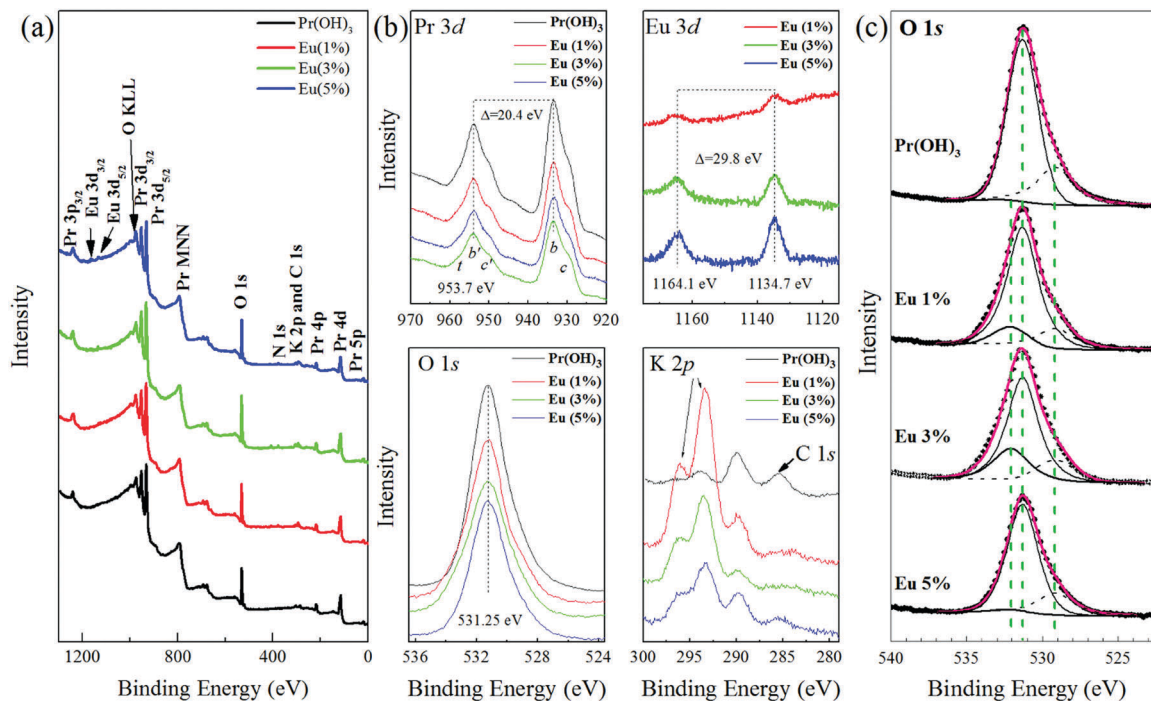 (a)
Pr(OH)3
Eu(1%)
Eu(3%)
Eu(5%)
Pr 3p3/2
Eu 3d3/2
Eu 3d5/2
O KLL
Pr 3d3/2
Pr 3d5/2
Pr MNN
O 1s
N 1s
K 2p and C 1s
Pr 4p
Pr 4d
Pr 5p
Intensity
1200 800 400 0
Binding Energy (eV)
(b)
Pr 3d
Pr(OH)3
Eu (1%)
Eu (3%)
Eu (5%)
Δ=20.4 eV
t b' c' b c
953.7 eV
Intensity
970 960 950 940 930 920
Eu 3d
Eu (1%)
Eu (3%)
Eu (5%)
Δ=29.8 eV
1164.1 eV 1134.7 eV
Intensity
1160 1140 1120
O 1s
Pr(OH)3
Eu (1%)
Eu (3%)
Eu (5%)
531.25 eV
Intensity
536 532 528 524
Binding Energy (eV)
K 2p
Pr(OH)3
Eu (1%)
Eu (3%)
Eu (5%)
C 1s
Intensity
300 295 290 285 280
Binding Energy (eV)
(c)
O 1s
Pr(OH)3
Eu 1%
Eu 3%
Eu 5%
Intensity
540 535 530 525
Binding Energy (eV)